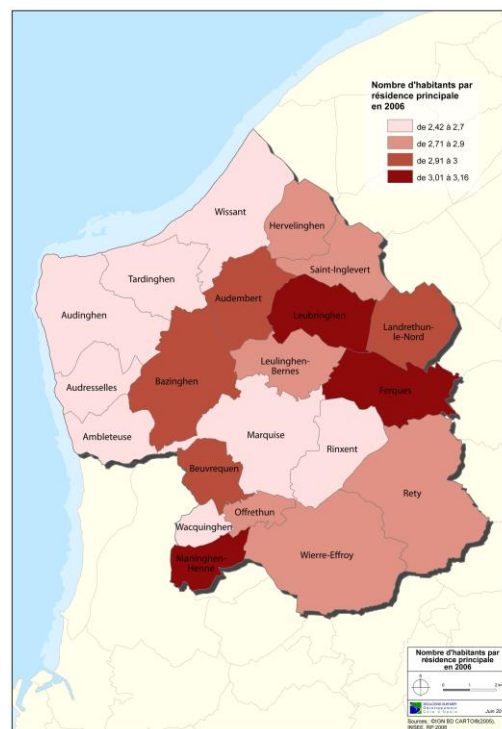 Nombre d'habitants par
résidence principale
en 2006
de 2,42 à 2,7
de 2,71 à 2,9
de 2,91 à 3
de 3,01 à 3,16
Wissant
Hervelinghen
Saint-Inglevert
Tardinghen
Audembert
Audinghen
Leubringhen
Landrethun-
le-Nord
Leulinghen-
Bernes
Bazinghen
Audresselles
Ferques
Ambleteuse
Marquise
Rinxent
Beuvrequen
Rety
Offrethun
Wacquinghen
Wierre-Effroy
Maninghen-
Henne
Nombre d'habitants par
résidence principale
en 2006
0 1 2
Sources: ©IGN BD CARTO®(2005),
INSEE, RP 2006